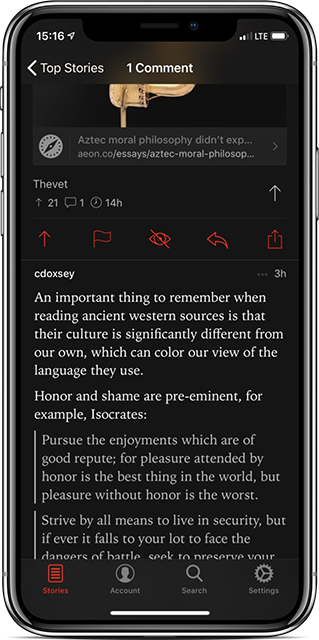 15:16 LTE
Top Stories 1 Comment
Aztec moral philosophy didn't exp...
aeon.co/essays/aztec-moral-philosop...
Thevet
21 1 14h
cdoxsey ••• 3h
An important thing to remember when
reading ancient western sources is that
their culture is significantly different from
our own, which can color our view of the
language they use.
Honor and shame are pre-eminent, for
example, Isocrates:
Pursue the enjoyments which are of
good repute; for pleasure attended by
honor is the best thing in the world, but
pleasure without honor is the worst.
Strive by all means to live in security, but
if ever it falls to your lot to face the
dangers of battle, seek to preserve your
Stories Account Search Settings